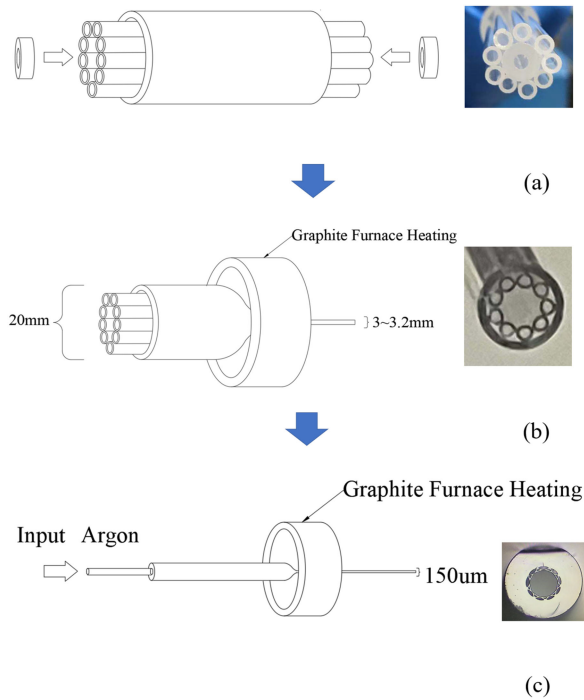 (a)
Graphite Furnace Heating
20mm
3~3.2mm
(b)
Graphite Furnace Heating
Input Argon
150um
(c)